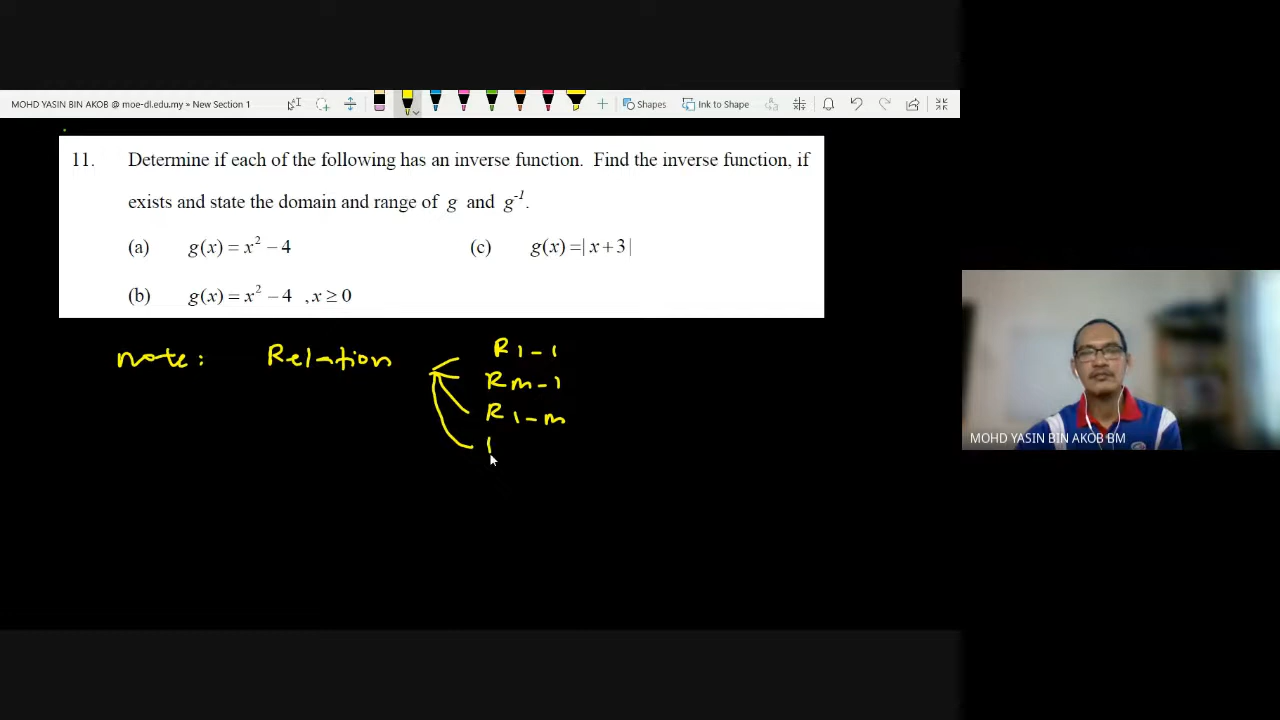 MOHD YASIN BIN AKOB @ moe-dl.edu.my » New Section 1
Shapes
Ink to Shape
11. Determine if each of the following has an inverse function. Find the inverse function, if
exists and state the domain and range of g and g⁻¹.
(a) g(x) = x² − 4 (c) g(x) =| x + 3 |
(b) g(x) = x² − 4 , x ≥ 0
note: Relation
R 1 - 1
R m - 1
R 1 - m
MOHD YASIN BIN AKOB BM